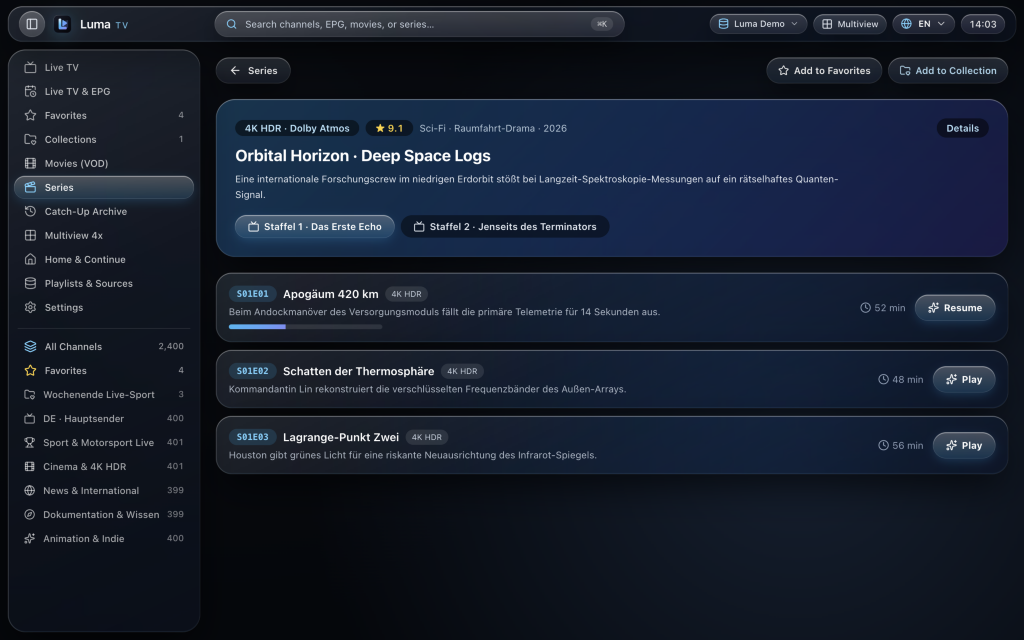 Luma TV
Search channels, EPG, movies, or series...
⌘K
Luma Demo
Multiview
EN
14:03
Live TV
Live TV & EPG
Favorites 4
Collections 1
Movies (VOD)
Series
Catch-Up Archive
Multiview 4x
Home & Continue
Playlists & Sources
Settings
All Channels 2,400
Favorites 4
Wochenende Live-Sport 3
DE · Hauptsender 400
Sport & Motorsport Live 401
Cinema & 4K HDR 401
News & International 399
Dokumentation & Wissen 399
Animation & Indie 400
Series
Add to Favorites
Add to Collection
4K HDR · Dolby Atmos
★ 9.1
Sci-Fi · Raumfahrt-Drama · 2026
Details
Orbital Horizon · Deep Space Logs
Eine internationale Forschungscrew im niedrigen Erdorbit stößt bei Langzeit-Spektroskopie-Messungen auf ein rätselhaftes Quanten-
Signal.
Staffel 1 · Das Erste Echo
Staffel 2 · Jenseits des Terminators
S01E01 Apogäum 420 km 4K HDR
Beim Andockmanöver des Versorgungsmoduls fällt die primäre Telemetrie für 14 Sekunden aus.
52 min
Resume
S01E02 Schatten der Thermosphäre 4K HDR
Kommandantin Lin rekonstruiert die verschlüsselten Frequenzbänder des Außen-Arrays.
48 min
Play
S01E03 Lagrange-Punkt Zwei 4K HDR
Houston gibt grünes Licht für eine riskante Neuausrichtung des Infrarot-Spiegels.
56 min
Play